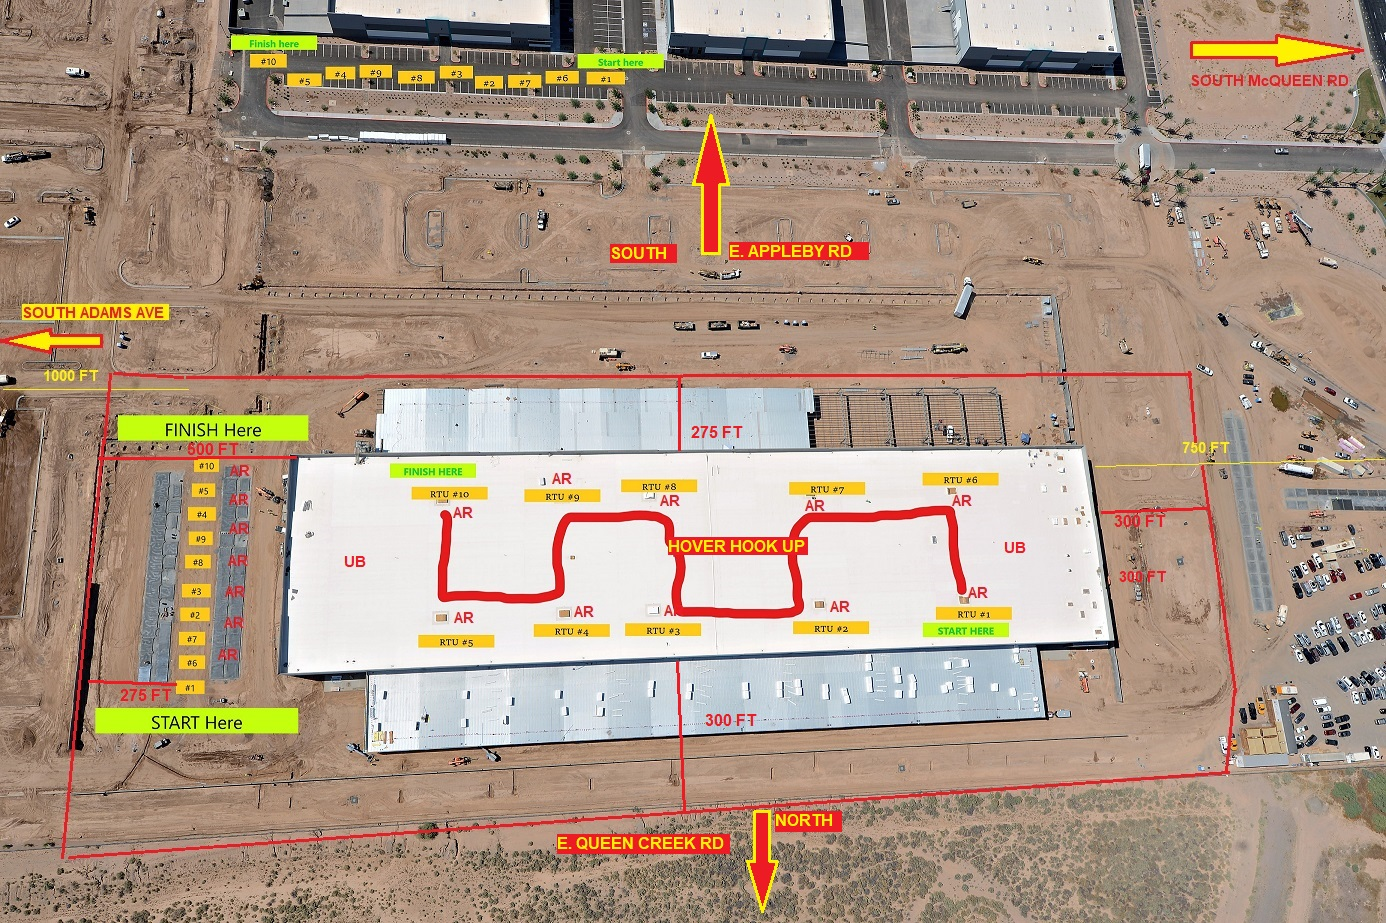 Finish here
#10
#5
#4
#9
#8
#3
#2
#7
#6
#1
Start here
SOUTH McQUEEN RD.
SOUTH
E. APPLEBY RD
SOUTH ADAMS AVE
1000 FT
FINISH Here
500 FT
275 FT
750 FT
300 FT
300 FT
#10
AR
#5
AR
#4
AR
#9
#8
AR
#3
AR
#2
AR
#7
#6
AR
#1
275 FT
START Here
FINISH HERE
RTU #10
AR
AR
RTU #9
RTU #8
AR
RTU #7
AR
RTU #6
AR
UB
HOVER HOOK UP
UB
AR
RTU #5
AR
RTU #4
AR
RTU #3
AR
RTU #2
AR
RTU #1
START HERE
300 FT
NORTH
E. QUEEN CREEK RD